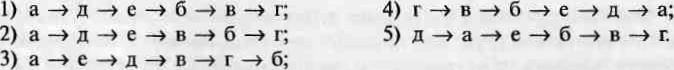 1) а → д → е → б → в → г;
2) а → д → е → в → б → г;
3) а → е → д → в → г → б;
4) г → в → б → е → д → а;
5) д → а → е → б → в → г.